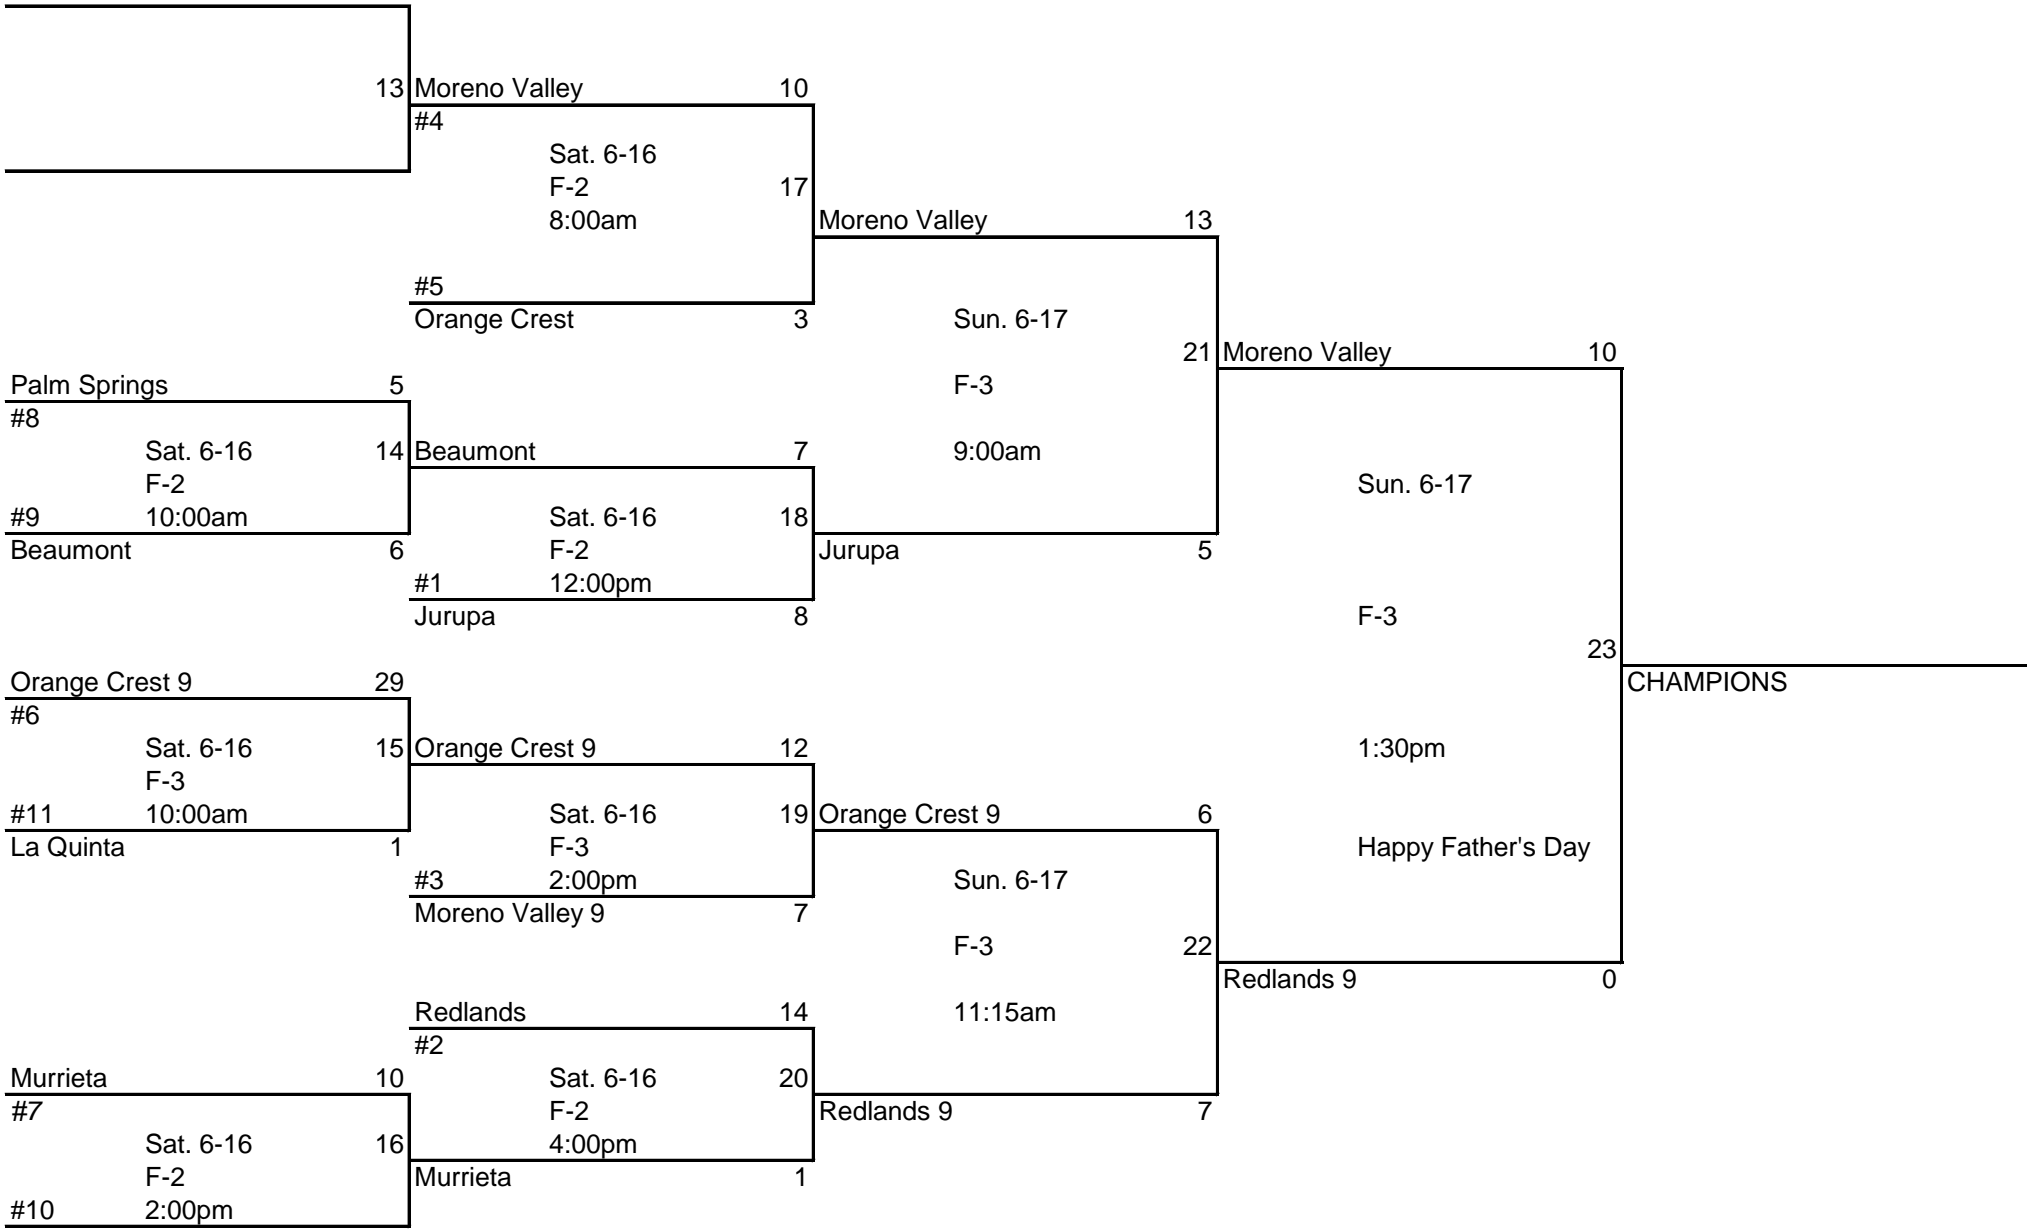 13 Moreno Valley 10
#4
Sat. 6-16
F-2 17
8:00am
Moreno Valley 13
#5
Orange Crest 3
Sun. 6-17
21 Moreno Valley 10
Palm Springs 5
F-3
#8
Sat. 6-16
14 Beaumont 7
9:00am
F-2
Sun. 6-17
#9 10:00am
Sat. 6-16 18
Beaumont 6
F-2
Jurupa 5
#1 12:00pm
Jurupa 8
F-3
23
Orange Crest 9 29
CHAMPIONS
#6
Sat. 6-16
15 Orange Crest 9 12
1:30pm
F-3
#11 10:00am
Sat. 6-16
19 Orange Crest 9 6
La Quinta 1
F-3
Happy Father's Day
#3 2:00pm
Sun. 6-17
Moreno Valley 9 7
F-3 22
Redlands 9 0
Redlands 14
11:15am
#2
Murrieta 10
Sat. 6-16 20
#7
F-2
Redlands 9 7
Sat. 6-16 16
4:00pm
F-2
Murrieta 1
#10 2:00pm